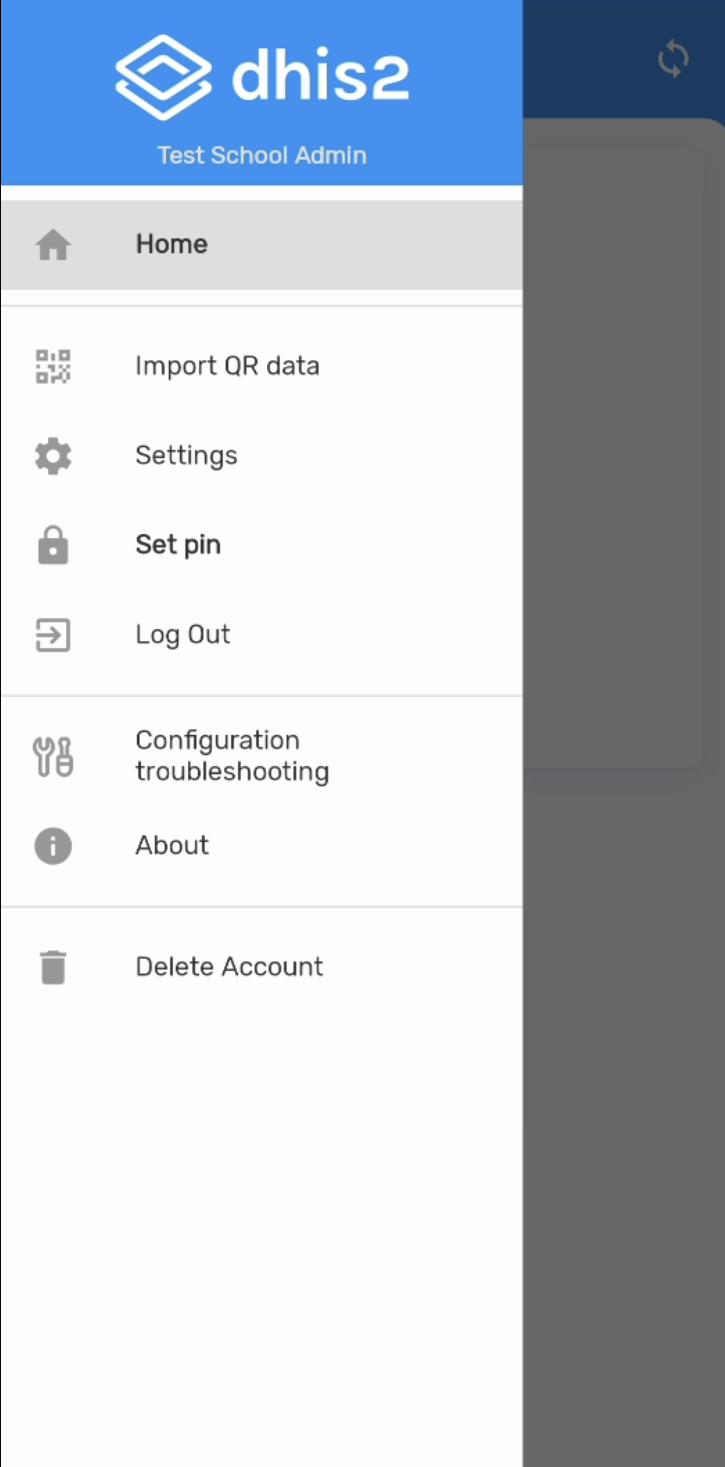 dhis2
Test School Admin
Home
Import QR data
Settings
Set pin
Log Out
Configuration
troubleshooting
About
Delete Account